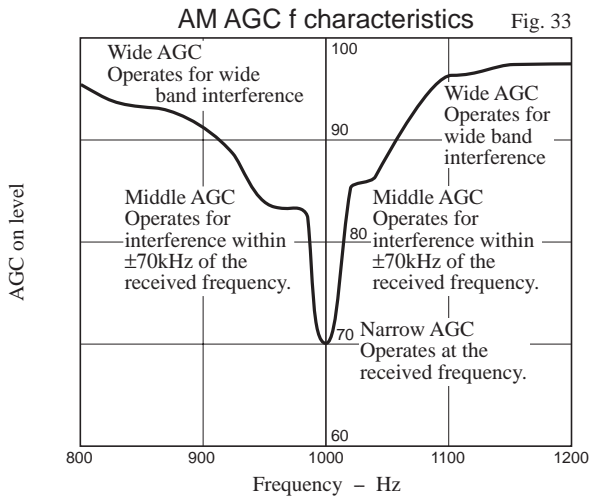 AM AGC f characteristics Fig. 33
100
Wide AGC
Operates for wide
band interference
Wide AGC
Operates for
wide band
interference
90
Middle AGC
Operates for
interference within
±70kHz of the
received frequency.
Middle AGC
Operates for
interference within
±70kHz of the
received frequency.
80
70
Narrow AGC
Operates at the
received frequency.
60
AGC on level
800 900 1000 1100 1200
Frequency – Hz